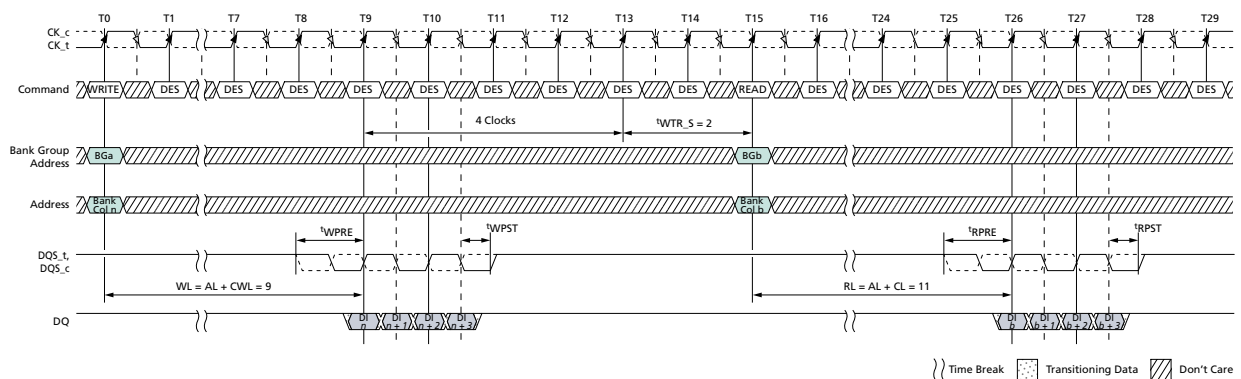 T0 T1 T7 T8 T9 T10 T11 T12 T13 T14 T15 T16 T24 T25 T26 T27 T28 T29
CK_c
CK_t
Command WRITE DES DES DES DES DES DES DES DES DES READ DES DES DES DES DES DES DES
4 Clocks tWTR_S = 2
Bank Group
Address BGa BGb
Address Bank
Col n Bank
Col b
tWPRE tWPST tRPRE tRPST
DQS_t,
DQS_c
WL = AL + CWL = 9 RL = AL + CL = 11
DQ DI
n DI
n + 1 DI
n + 2 DI
n + 3 DI
b DI
b + 1 DI
b + 2 DI
b + 3
Time Break Transitioning Data Don't Care